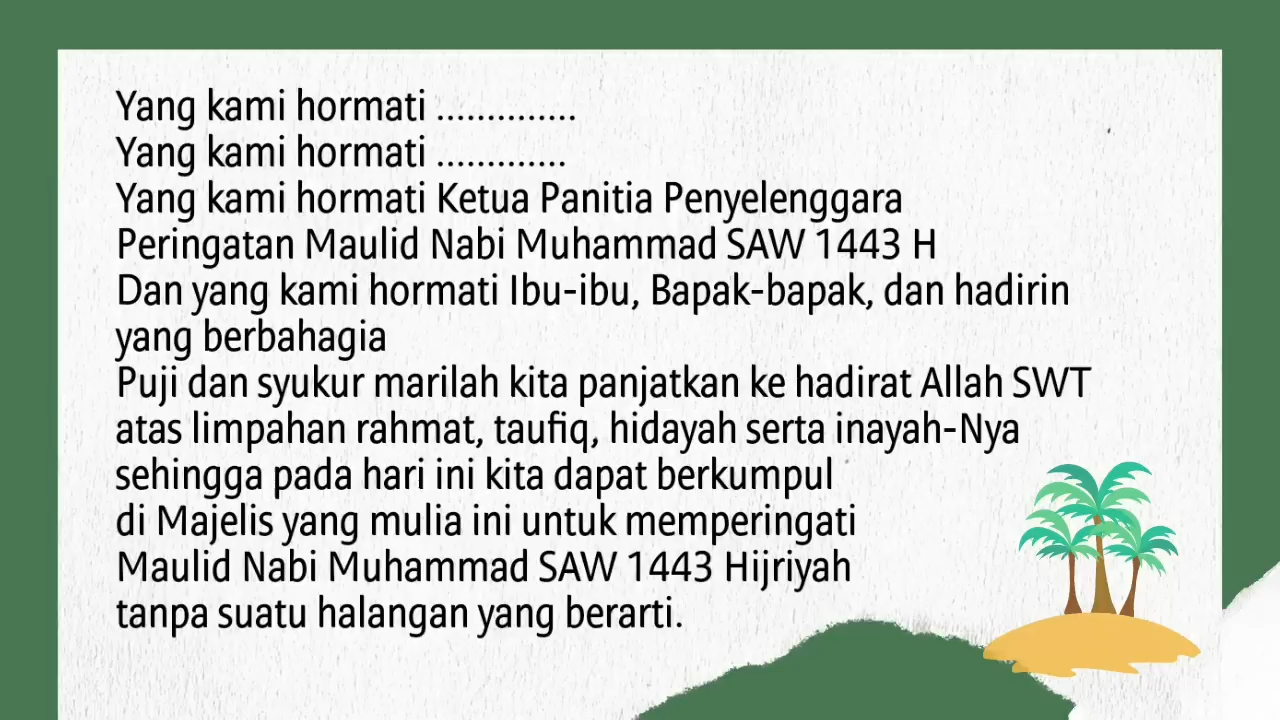 Yang kami hormati ..............
Yang kami hormati .............
Yang kami hormati Ketua Panitia Penyelenggara
Peringatan Maulid Nabi Muhammad SAW 1443 H
Dan yang kami hormati Ibu-ibu, Bapak-bapak, dan hadirin
yang berbahagia
Puji dan syukur marilah kita panjatkan ke hadirat Allah SWT
atas limpahan rahmat, taufiq, hidayah serta inayah-Nya
sehingga pada hari ini kita dapat berkumpul
di Majelis yang mulia ini untuk memperingati
Maulid Nabi Muhammad SAW 1443 Hijriyah
tanpa suatu halangan yang berarti.